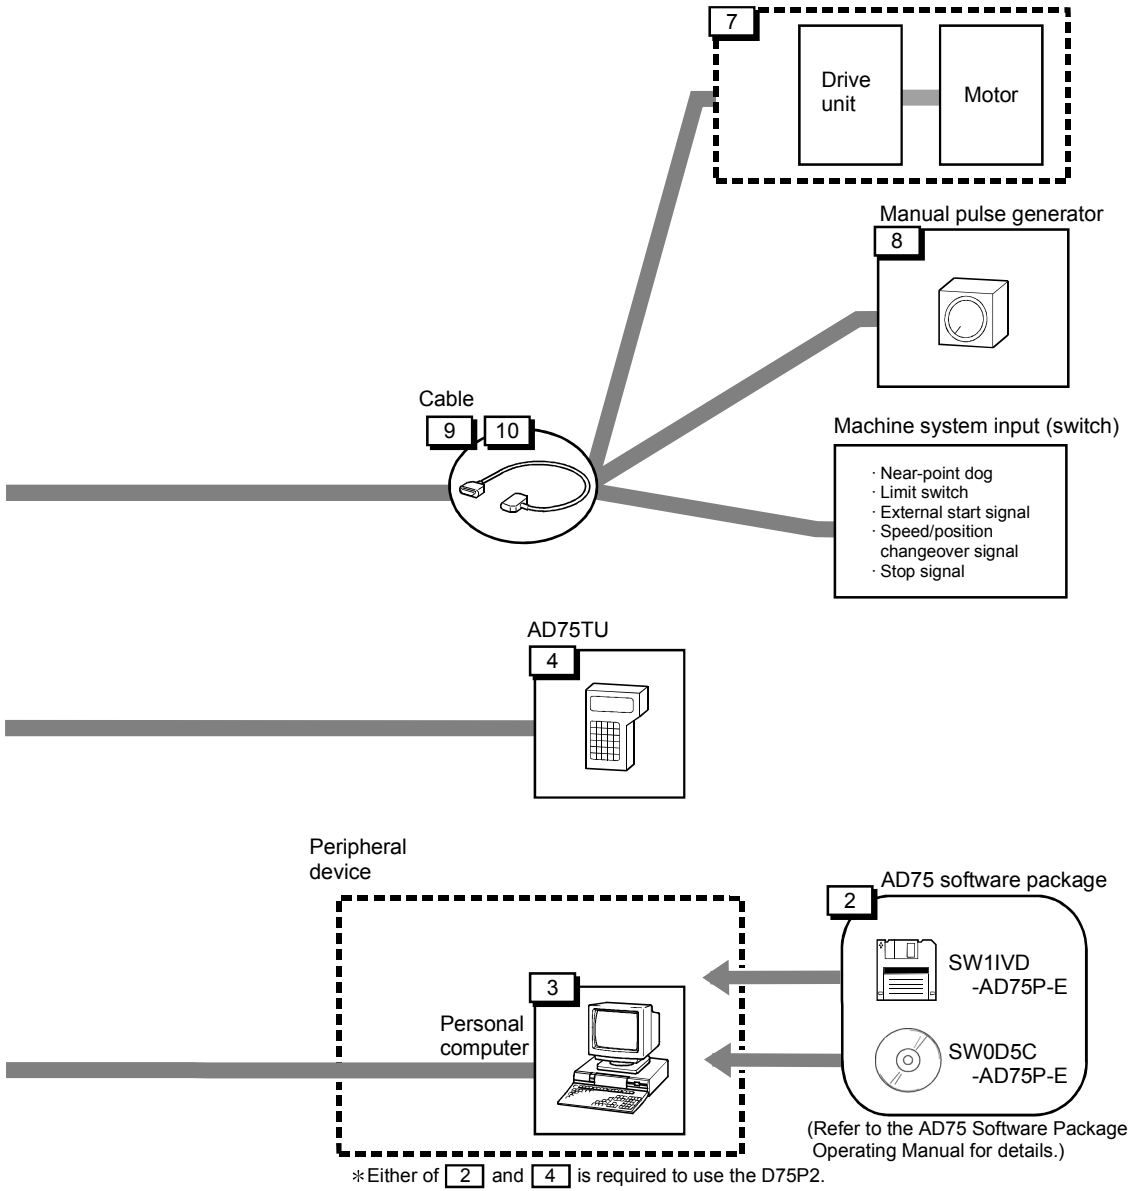 7
Drive
unit
Motor
Manual pulse generator
8
Cable
9
10
Machine system input (switch)
· Near-point dog
· Limit switch
· External start signal
· Speed/position
changeover signal
· Stop signal
AD75TU
4
Peripheral
device
AD75 software package
2
SW1IVD
-AD75P-E
3
Personal
computer
SW0D5C
-AD75P-E
(Refer to the AD75 Software Package
Operating Manual for details.)
*Either of 2 and 4 is required to use the D75P2.